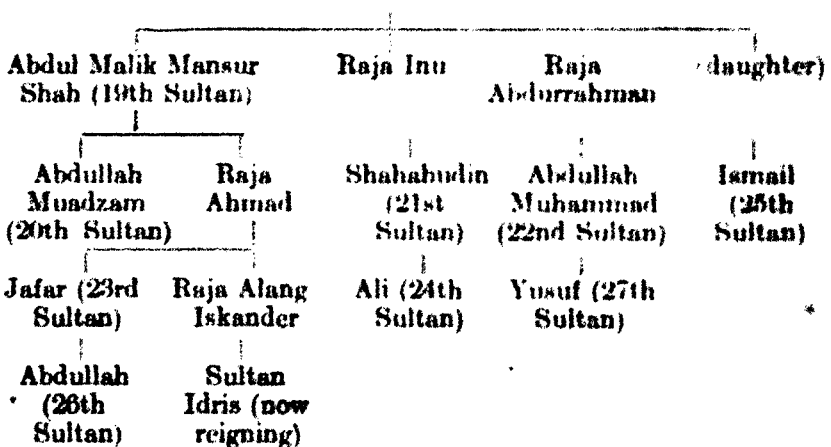 Abdul Malik Mansur Raja Inu Raja (daughter)
Shah (19th Sultan) Abdurrahman
Abdullah Raja Shahabudin Abdullah Ismail
Muadzam Ahmad (21st Muhammad (25th
(20th Sultan) Sultan) (22nd Sultan) Sultan)
Jafar (23rd Raja Alang Ali (24th Yusuf (27th
Sultan) Iskander Sultan) Sultan)
Abdullah Sultan
(26th Idris (now
Sultan) reigning)